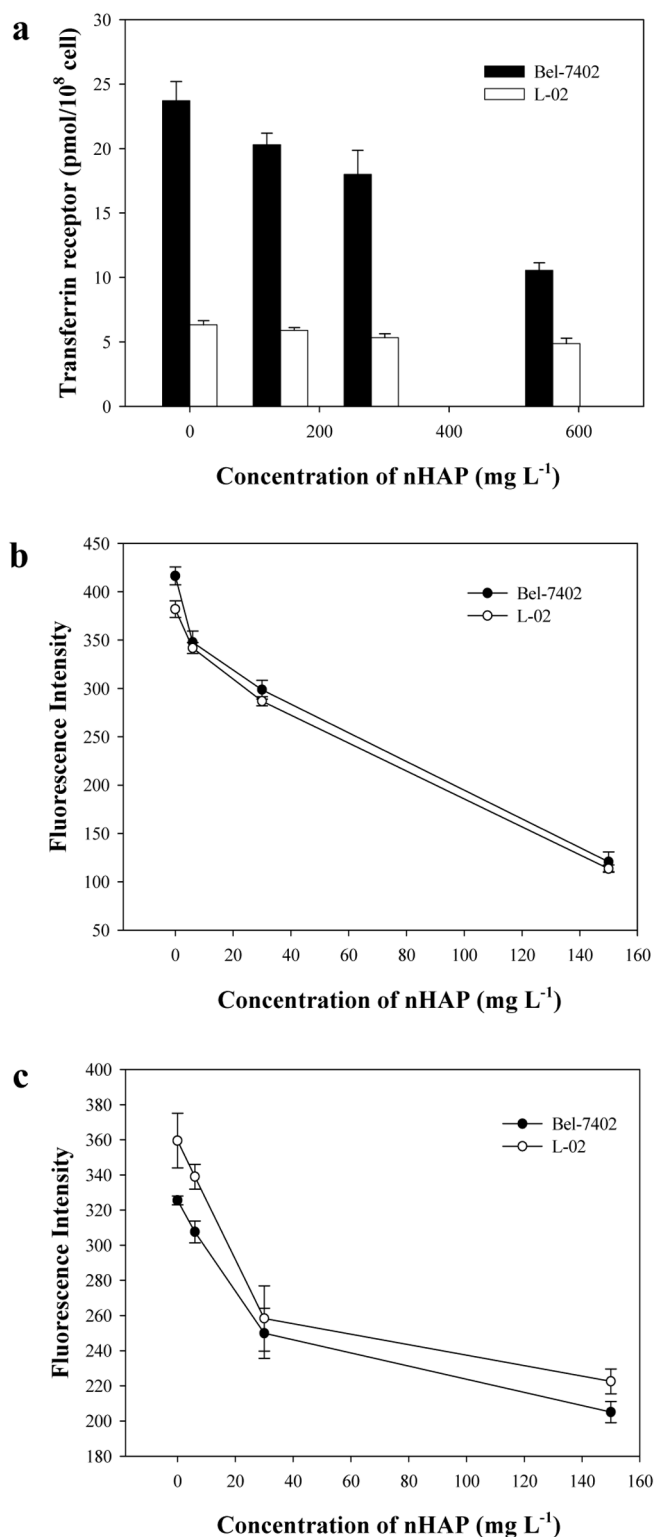 a
Transferrin receptor (pmol/10⁸ cell)
30
25
20
15
10
5
0
Bel-7402
L-02
0 200 400 600
Concentration of nHAP (mg L⁻¹)
b
Fluorescence Intensity
450
400
350
300
250
200
150
100
50
Bel-7402
L-02
0 20 40 60 80 100 120 140 160
Concentration of nHAP (mg L⁻¹)
c
Fluorescence Intensity
400
380
360
340
320
300
280
260
240
220
200
180
Bel-7402
L-02
0 20 40 60 80 100 120 140 160
Concentration of nHAP (mg L⁻¹)